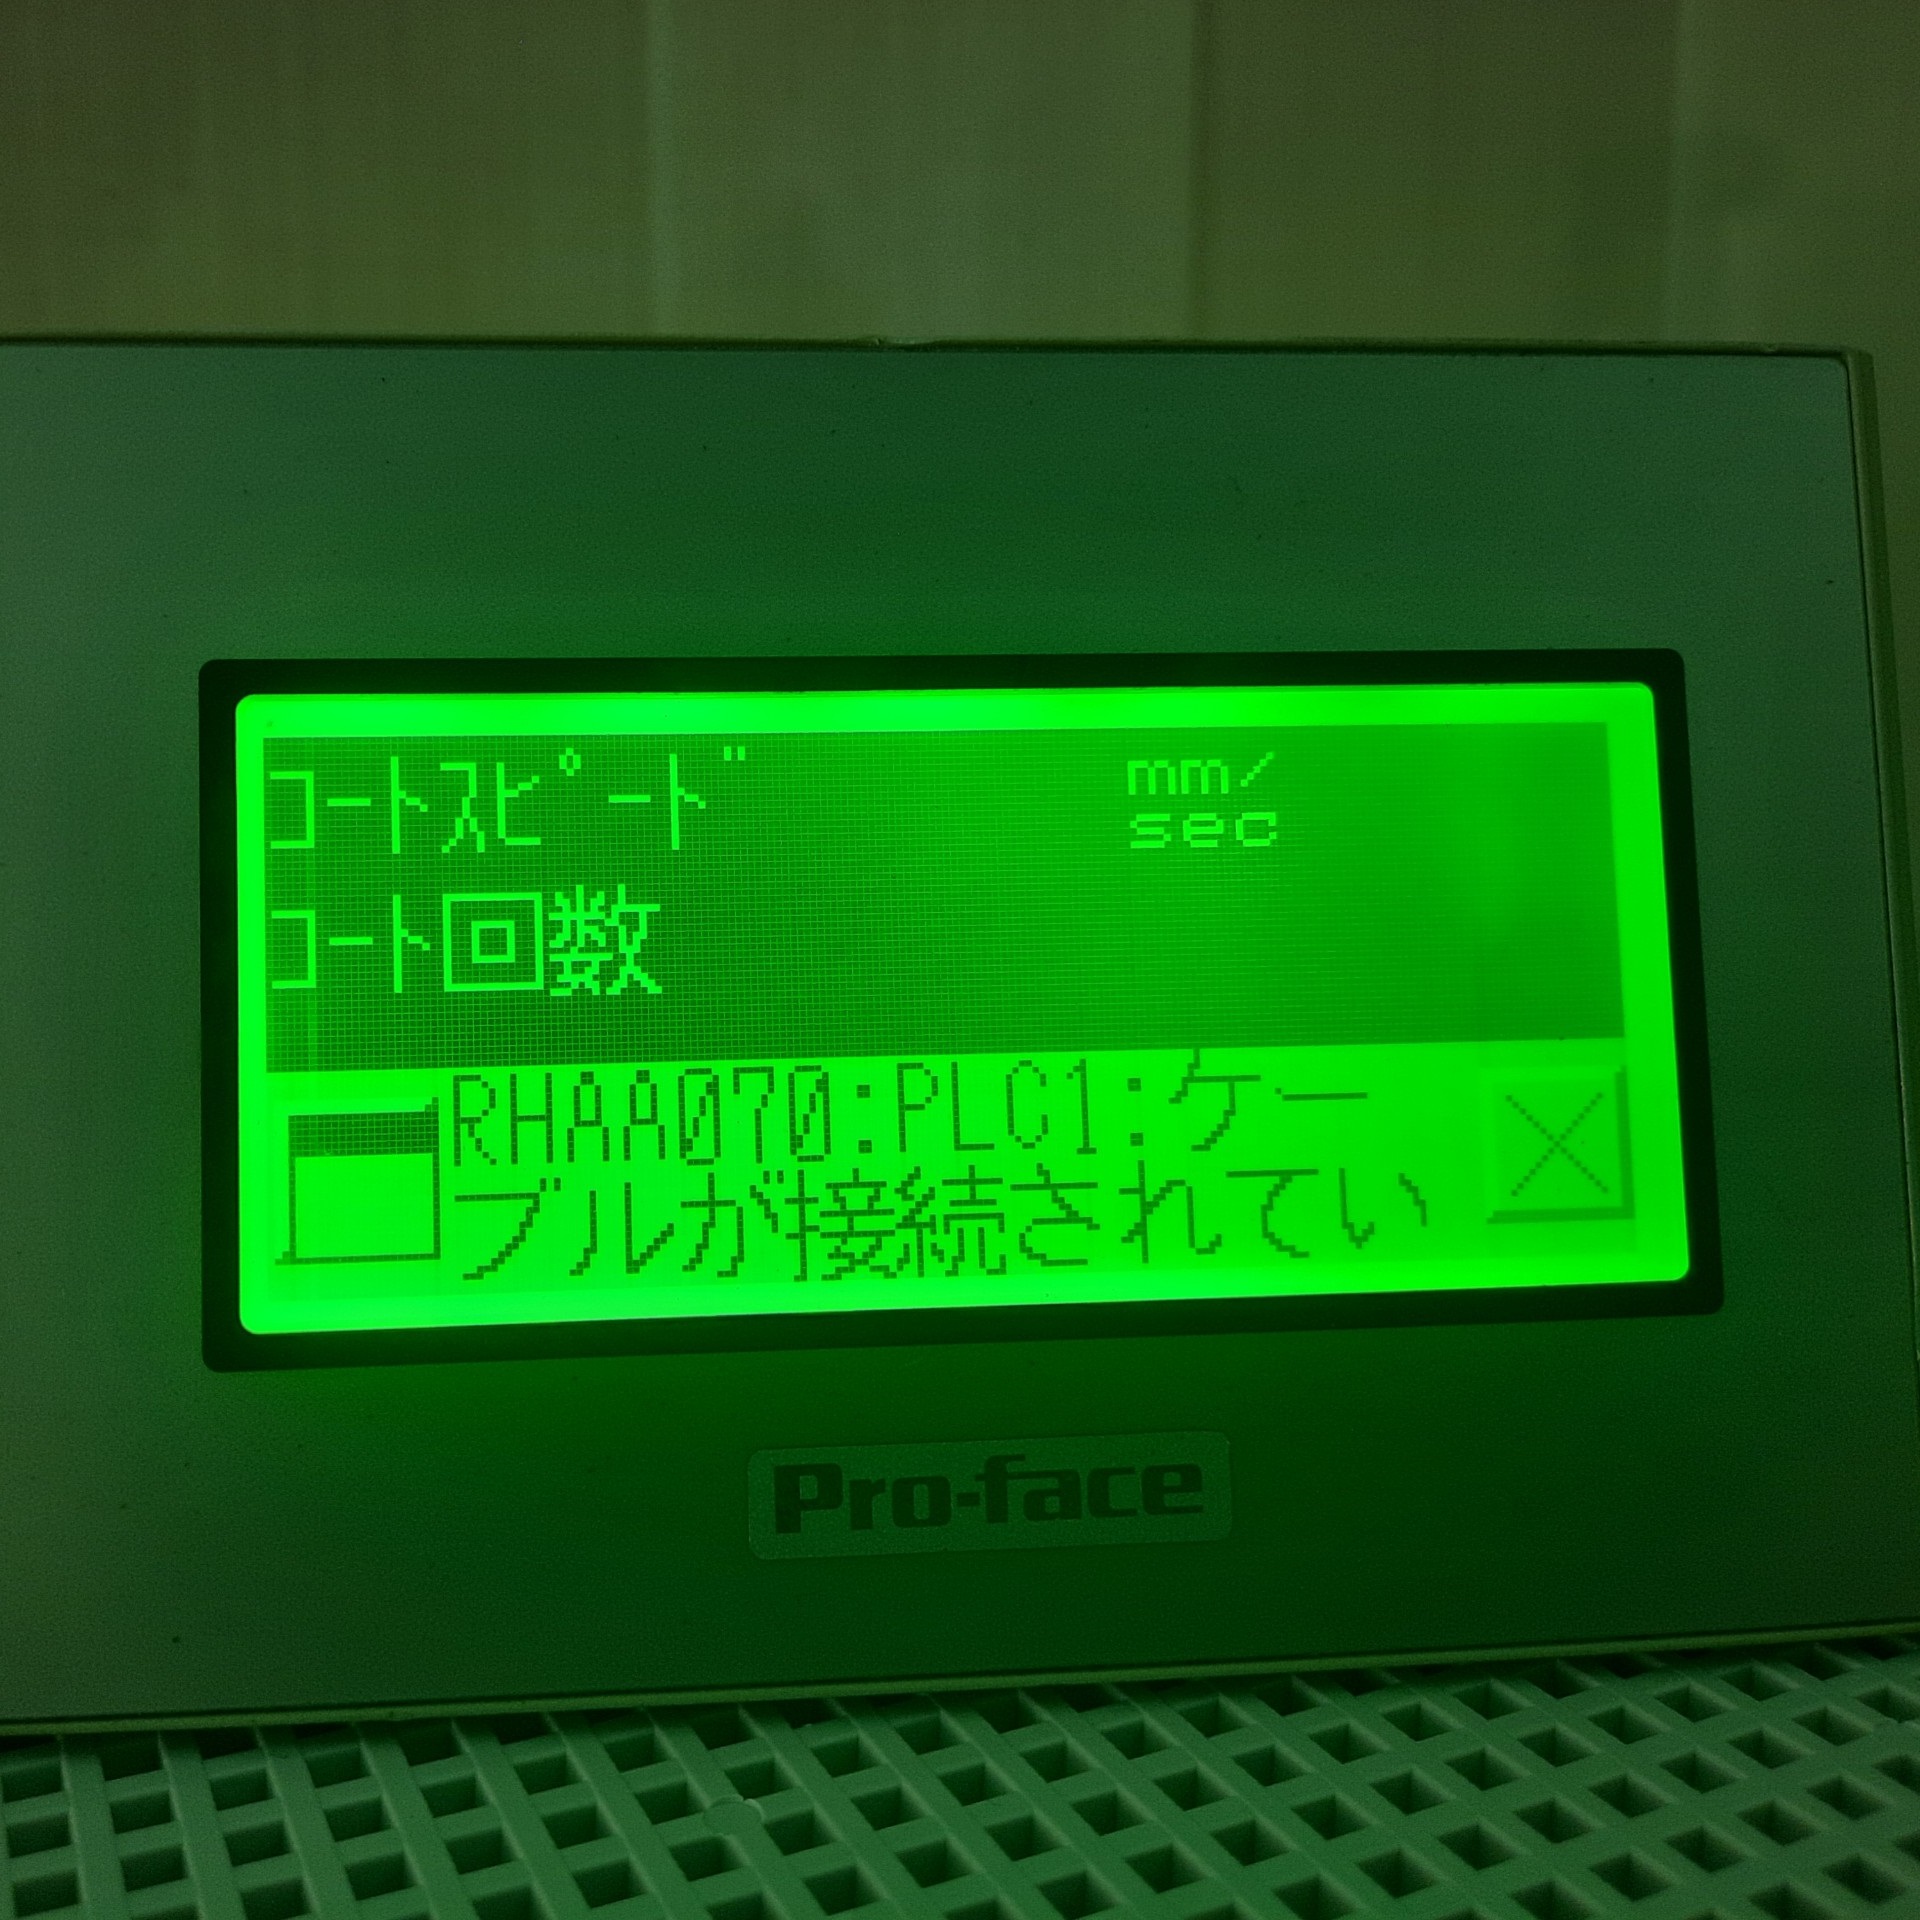 コートスピード
mm/
sec
コート回数
RHAA070:PLC1:ケー
ブルが接続されてい
Pro-face